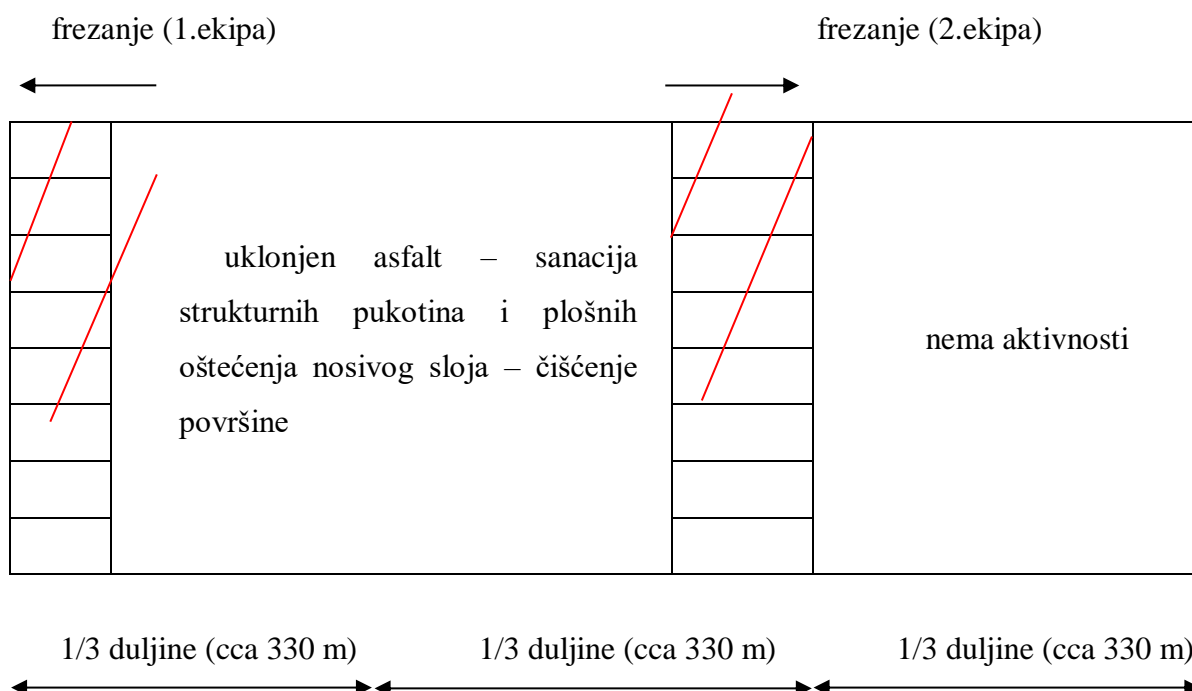 frezanje (1.ekipa)
frezanje (2.ekipa)
uklonjen asfalt – sanacija
strukturnih pukotina i plošnih
oštećenja nosivog sloja – čišćenje
površine
nema aktivnosti
1/3 duljine (cca 330 m)
1/3 duljine (cca 330 m)
1/3 duljine (cca 330 m)